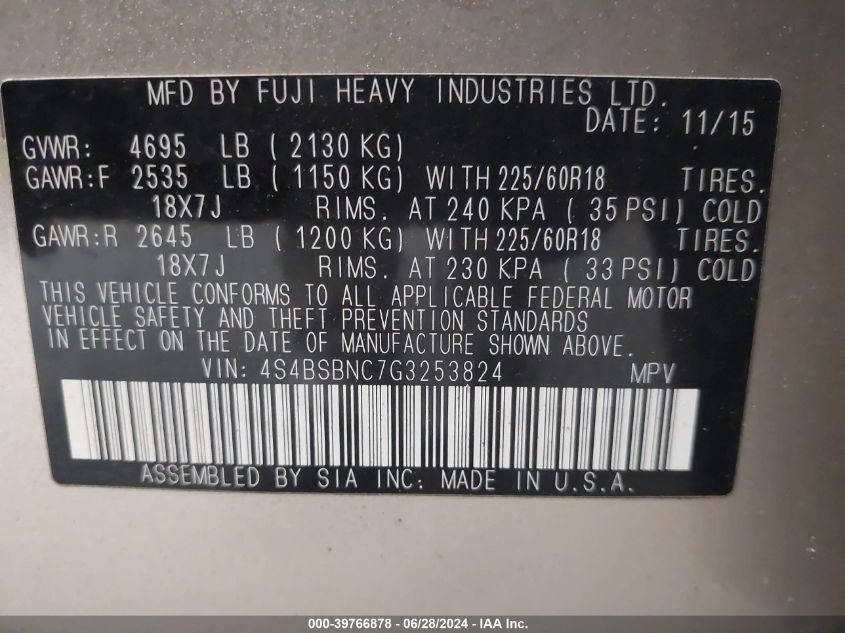 MFD BY FUJI HEAVY INDUSTRIES LTD.
DATE: 11/15
GVWR: 4695 LB ( 2130 KG)
GAWR:F 2535 LB ( 1150 KG) WITH 225/60R18 TIRES.
18X7J RIMS. AT 240 KPA ( 35 PSI) COLD
GAWR:R 2645 LB ( 1200 KG) WITH 225/60R18 TIRES.
18X7J RIMS. AT 230 KPA ( 33 PSI) COLD
THIS VEHICLE CONFORMS TO ALL APPLICABLE FEDERAL MOTOR
VEHICLE SAFETY AND THEFT PREVENTION STANDARDS
IN EFFECT ON THE DATE OF MANUFACTURE SHOWN ABOVE.
VIN: 4S4BSBNC7G3253824 MPV
ASSEMBLED BY SIA INC: MADE IN U.S.A.
000-39766878 / 06/28/2024 - IAA Inc.